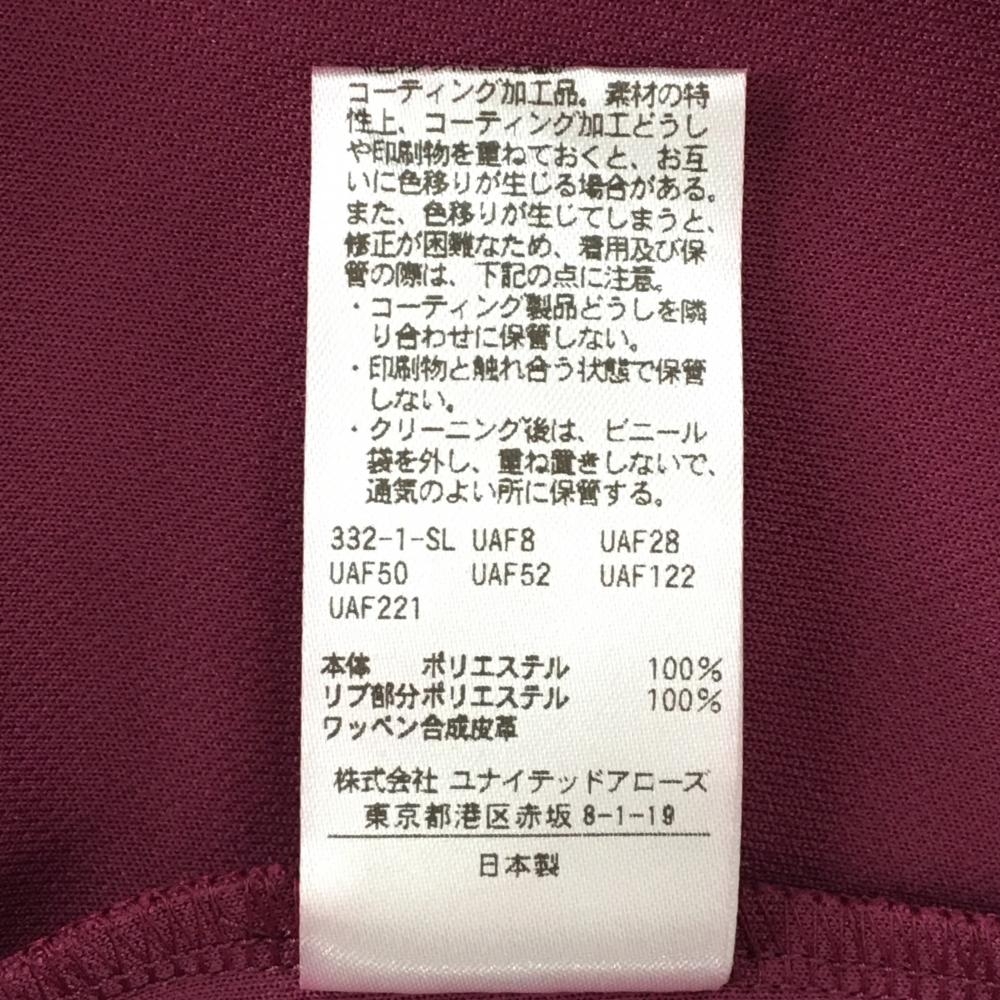 コーティング加工品。素材の特
性上、コーティング加工どうし
や印刷物を重ねておくと、お互
いに色移りが生じる場合がある。
また、色移りが生じてしまうと、
修正が困難なため、着用及び保
管の際は、下記の点に注意。
・コーティング製品どうしを隣
り合わせに保管しない。
・印刷物と触れ合う状態で保管
しない。
・クリーニング後は、ビニール
袋を外し、重ね置きしないで、
通気のよい所に保管する。
332-1-SL UAF8 UAF28
UAF50 UAF52 UAF122
UAF221
本体 ポリエステル 100%
リブ部分ポリエステル 100%
ワッペン合成皮革
株式会社 ユナイテッドアローズ
東京都港区赤坂 8-1-19
日本製